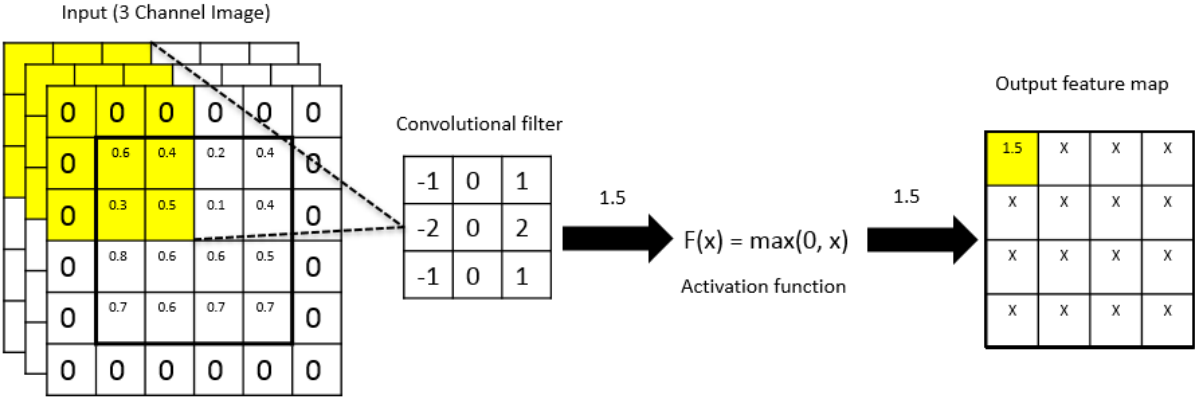 Input (3 Channel Image)
0 0 0 0 0 0
0 0.6 0.4 0.2 0.4 0
0 0.3 0.5 0.1 0.4 0
0 0.8 0.6 0.6 0.5 0
0 0.7 0.6 0.7 0.7 0
0 0 0 0 0 0
Convolutional filter
-1 0 1
-2 0 2
-1 0 1
1.5
F(x) = max(0, x)
Activation function
1.5
Output feature map
1.5 X X X
X X X X
X X X X
X X X X